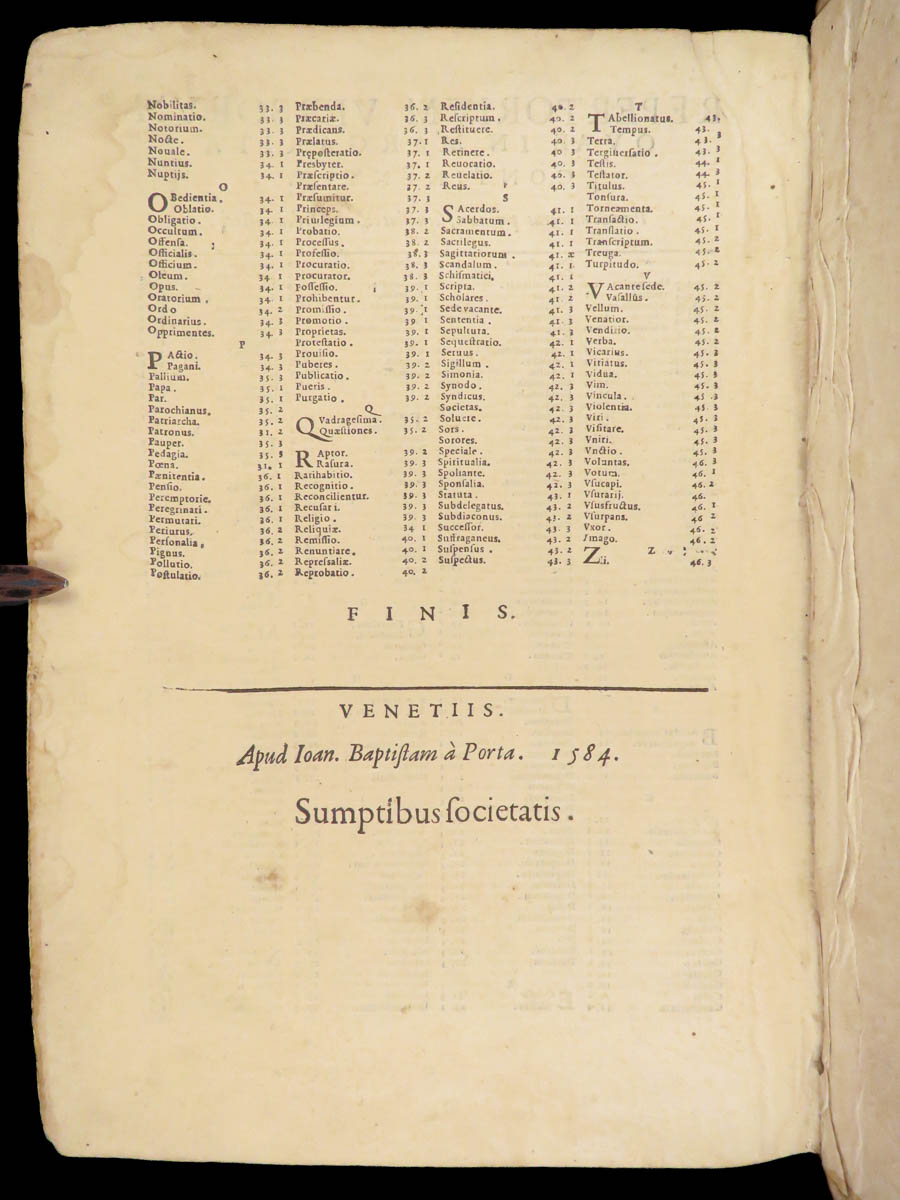 Nobilitas. 33. 3
Nominatio. 33. 3
Notorium. 33. 3
Nocte. 33. 3
Nouale. 33. 3
Nuntius. 34 1
Nuptijs. 34. 1
O
OBedientia. 34. 1
Oblatio. 34. 1
Obligatio. 34. 1
Occultum. 34. 1
Offensa. 34. 1
Officialis. 34. 1
Officium. 34. 1
Oleum. 34. 1
Opus. 34. 1
Oratorium. 34. 1
Ordo 34. 2
Ordinarius. 34. 3
Opprimentes. 34. 3
P
PActio. 34. 3
Pagani. 34. 3
Pallium. 35. 3
Papa. 35. 1
Par. 35. 1
Parochianus. 35. 2
Patriarcha. 35. 2
Patronus. 31. 2
Pauper. 35. 3
Pedagia. 35. 3
Pœna. 31. 1
Pænitentia. 36. 1
Pensio. 36. 1
Peremptorie. 36. 1
Peregrinari. 36. 1
Permutari. 36. 1
Periurus. 36. 2
Personalia, 36. 2
Pignus. 36. 2
Pollutio. 36. 2
Postulatio. 36. 2
Præbenda. 36. 2
Præcariæ. 36. 3
Prædicans. 36. 3
Prælatus. 37. 1
Prępoſteratio. 37. 1
Presbyter. 37. 1
Præſcriptio. 37. 2
Præſentare. 37. 2
Præſumitur. 37. 3
Princeps. 37. 3
Priuilegium. 37. 3
Probatio. 38. 2
Proceſſus. 38. 2
Profeſſio. 38. 3
Procuratio. 38. 3
procurator. 38. 3
Poſſeſſio. 39. 1
Prohibentur. 39. 1
Promiſſio. 39. 1
Promotio. 39 1
Proprietas. 39. 1
Proteſtatio. 39. 1
Prouiſio. 39. 1
Puberes. 39. 2
Publicatio. 39. 2
Pueris. 39. 2
Purgatio. 39. 2
Q
QVadrageſima. 35. 2
Quæſtiones. 35. 2
RAptor. 39. 2
Raſura. 39. 2
Ratihabitio. 39. 3
Recognitio. 39. 3
Reconcilientur. 39. 3
Recuſari. 39. 3
Religio. 39. 3
Reliquiæ. 34 1
Remiſſio. 40. 1
Renuntiare. 40. 1
Repreſſaliæ. 40. 2
Reprobatio. 40. 2
Reſidentia. 40. 2
Reſcriptum. 40. 2
Reſtituere. 40. 2
Res. 40. 3
Retinere. 40 3
Reuocatio. 40. 3
Reuelatio. 40. 3
Reus. 40. 3
S
SAcerdos. 41. 1
Sabbatum. 41. 1
Sacramentum. 41. 1
Sacrilegus. 41. 1
Sagittariorum.
Scandalum. 41. 1
Schiſmatici. 41. 1
Scripta. 41. 2
Scholares. 41. 2
Sede vacante. 41. 3
Sententia. 41. 3
Sepultura. 41. 3
Sequeſtratio. 42. 1
Seruus. 42. 1
Sigillum. 42. 1
Simonia. 42. 1
Synodo. 42. 3
Syndicus. 42. 3
Societas. 42. 3
Soluere. 42. 3
Sors. 42. 3
Sorores. 42. 3
Speciale. 42. 3
Spiritualia. 42. 3
Spoliante. 42. 3
Sponſalia. 42. 3
Statuta. 43. 1
Subdelegatus. 43. 2
Subdiaconus. 43. 2
Succeſſor. 43. 3
Suffraganeus. 43. 2
Suſpenſus. 43. 2
Suſpectus. 43. 3
T
TAbellionatus. 43.
Tempus. 43. 3
Terra. 43.
Tergiuerſatio. 43. 3
Teſtis. 44. 1
Teſtator. 44. 3
Titulus. 45. 1
Tonſura. 45. 1
Torneamenta. 45. 1
Tranſactio. 45. 1
Tranſlatio. 45. 1
Tranſcriptum. 45. 2
Treuga. 45. 2
Turpitudo. 45. 2
V
VAcante ſede. 45. 2
Vaſallus. 45. 2
Vellum. 45. 2
Venatior. 45. 2
Venditio. 45. 2
Verba. 45. 2
Vicarius. 45. 3
Vitiatus. 45. 3
Vidua. 45. 3
Vim. 45. 3
Vincula. 45. 3
Violentia. 45. 3
Viri. 45. 3
Viſitare. 45. 3
Vniri. 45. 3
Vnctio. 45. 3
Voluntas. 46. 3
Votum. 46. 1
Vſucapi. 46. 2
Vſurarij. 46.
Vſusfructus. 46. 1
Vſurpans. 46 2
Vxor. 46. 2
Imago. 46. 2
Z
Zeli. 46. 3
F I N I S.
VENETIIS.
Apud Ioan. Baptiſtam à Porta. 1584.
Sumptibus ſocietatis.